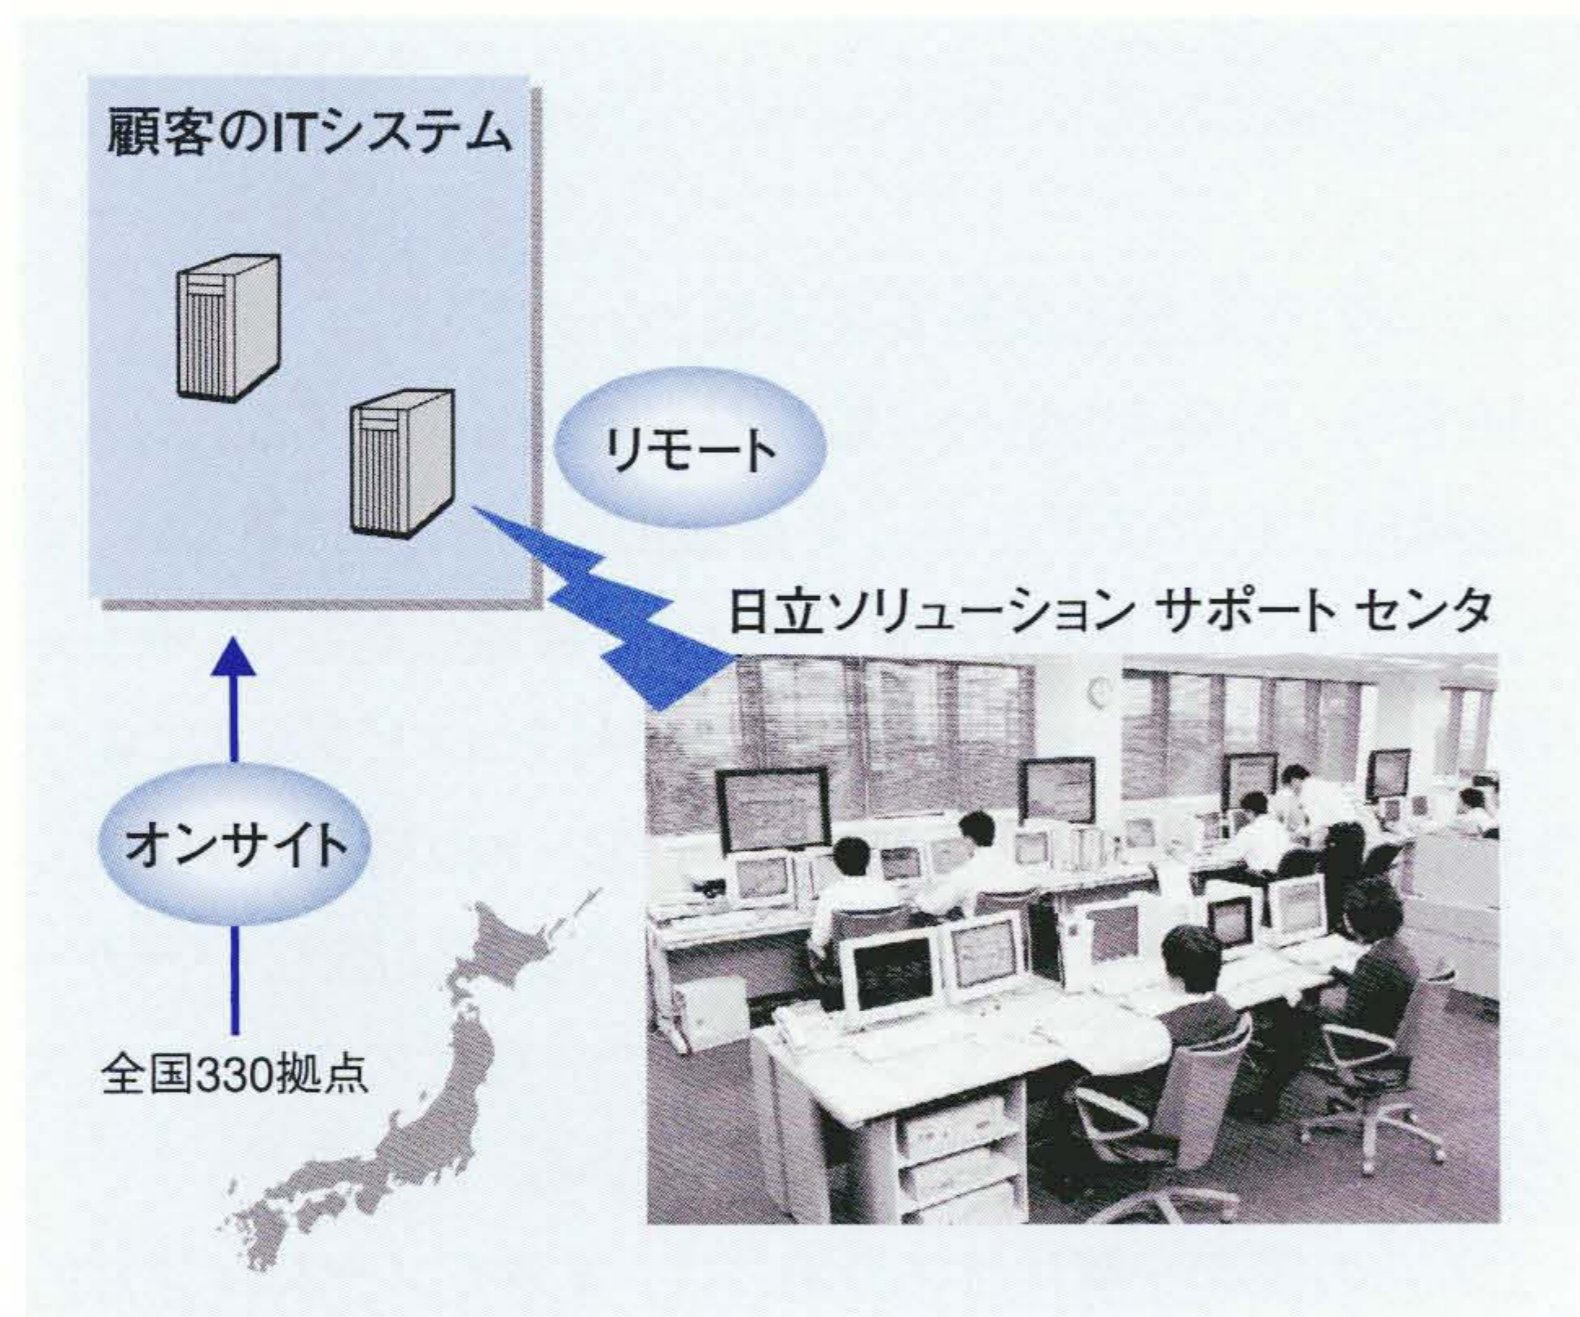 顧客のITシステム
リモート
日立ソリューション サポート センタ
オンサイト
全国330拠点